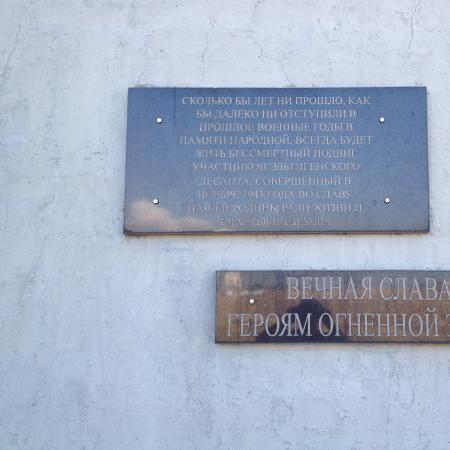 СКОЛЬКО БЫ ЛЕТ НИ ПРОШЛО, КАК
БЫ ДАЛЕКО НИ ОТСТУПИЛИ В
ПРОШЛОЕ ВОЕННЫЕ ГОДЫ В
ПАМЯТИ НАРОДНОЙ, ВСЕГДА БУДЕТ
ЖИТЬ БЕССМЕРТНЫЙ ПОДВИГ
УЧАСТНИКОВ ЭЛЬТИГЕНСКОГО
ДЕСАНТА, СОВЕРШЕННЫЙ В
НОЯБРЕ 1943 ГОДА ВО СЛАВУ
НАШЕЙ РОДИНЫ РАДИ ЖИЗНИ И
СЧАСТЬЯ НА ЗЕМЛЕ
ВЕЧНАЯ СЛАВА
ГЕРОЯМ ОГНЕННОЙ